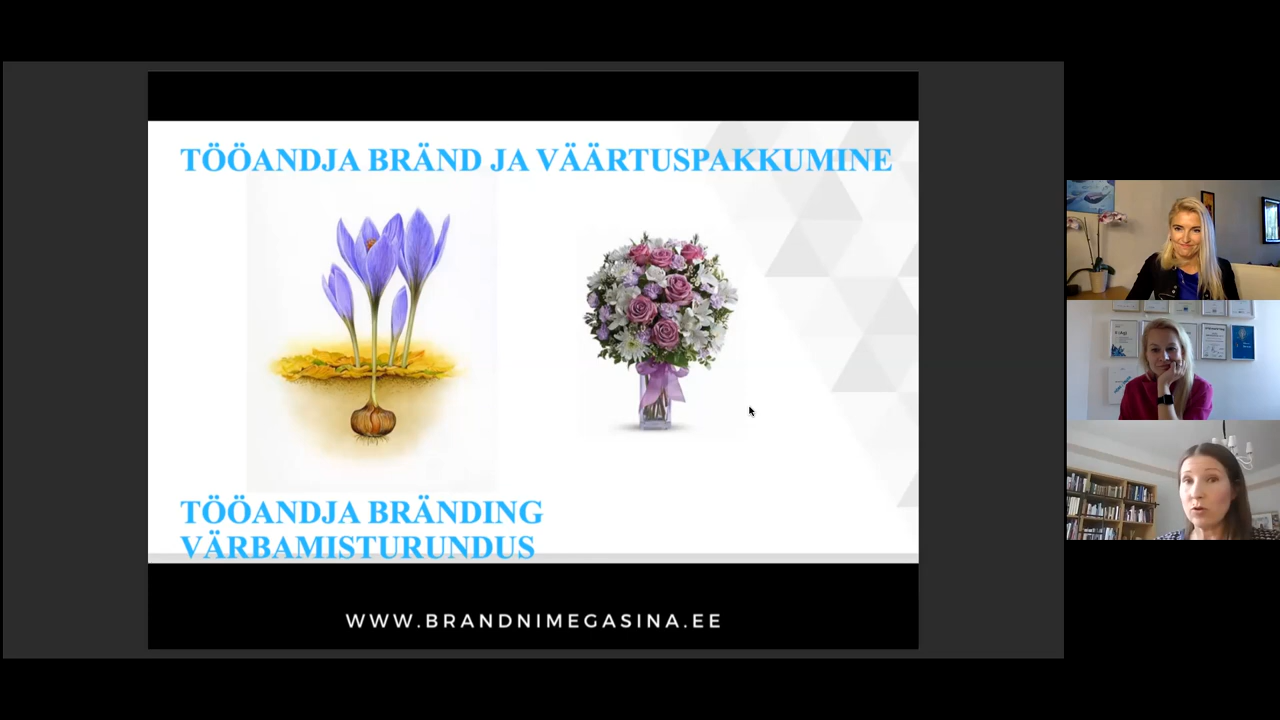 TÖÖANDJA BRÄND JA VÄÄRTUSPAKKUMINE
TÖÖANDJA BRÄNDING
VÄRBAMISTURUNDUS
WWW.BRANDNIMEGASINA.EE